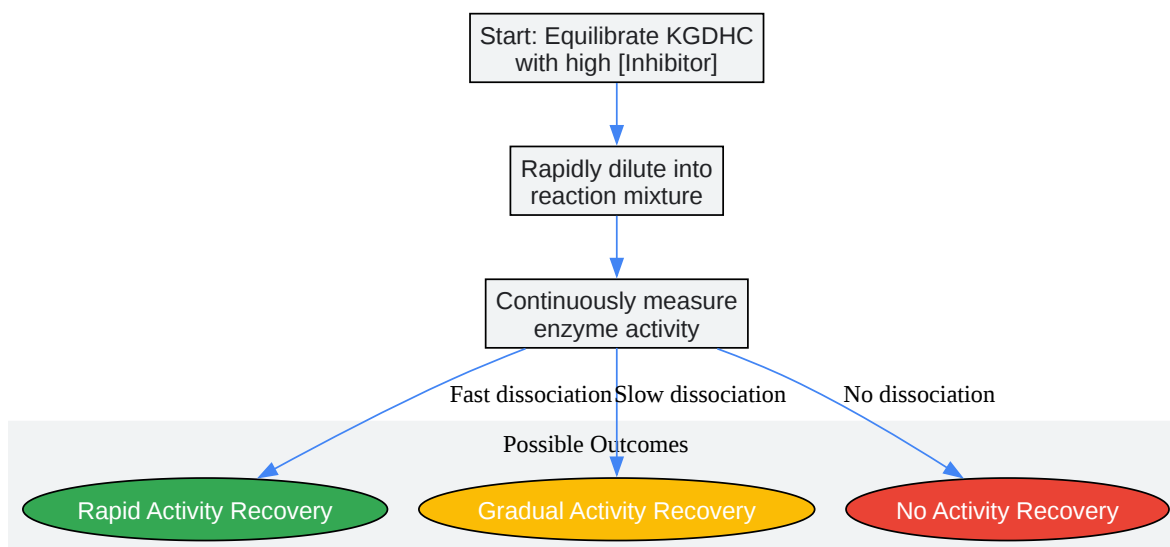 Start: Equilibrate KGDHC
with high [Inhibitor]
Rapidly dilute into
reaction mixture
Continuously measure
enzyme activity
Fast dissociation
Slow dissociation
No dissociation
Possible Outcomes
Rapid Activity Recovery
Gradual Activity Recovery
No Activity Recovery